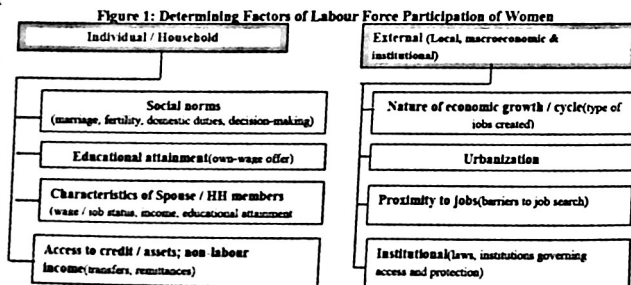 Figure 1: Determining Factors of Labour Force Participation of Women
Individual / Household
Social norms
(marriage, fertility, domestic duties, decision-making)
Educational attainment(own-wage offer)
Characteristics of Spouse / HH members
(wage / job status, income, educational attainment
Access to credit / assets; non-labour
income(transfers, remittances)
External (Local, macroeconomic &
institutional)
Nature of economic growth / cycle(type of
jobs created)
Urbanization
Proximity to jobs(barriers to job search)
Institutional(laws, institutions governing
access and protection)